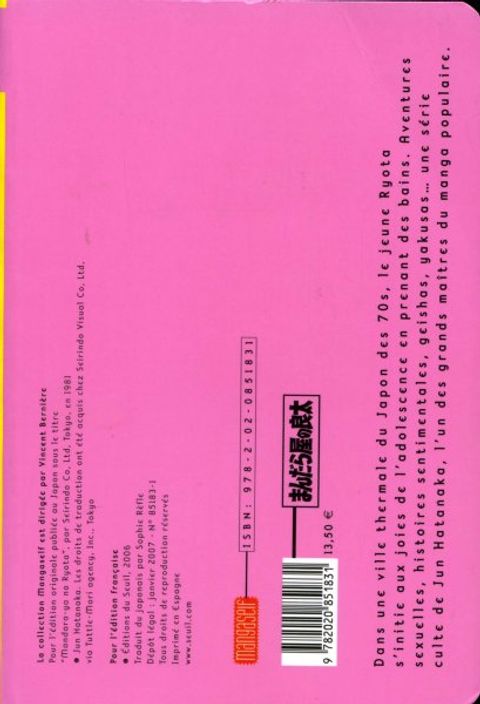 La collection Mangaself est dirigée par Vincent Bernière
Pour l'édition originale publiée au Japon sous le titre
"Mandara-ya no Ryota", par Seirindo Co. Ltd. Tokyo, en 1981
● Jun Hatanaka. Les droits de traduction ont été acquis chez Seirindo Visual Co. Ltd.
via Tuttle-Mori agency, Inc., Tokyo
Pour l'édition française
● Éditions du Seuil, 2006
Traduit du japonais par Sophie Rèfle
Dépôt légal : janvier 2007 - N° 85183-1
Tous droits de reproduction réservés
Imprimé en Espagne
www.seuil.com
mangaself
ISBN: 978-2-02-0851831
まんだら屋の良太
13,50 €
9 782020 851831
Dans une ville thermale du Japon des 70s, le jeune Ryota
s'initie aux joies de l'adolescence en prenant des bains. Aventures
sexuelles, histoires sentimentales, geishas, yakusas... une série
culte de Jun Hatanaka, l'un des grands maîtres du manga populaire.